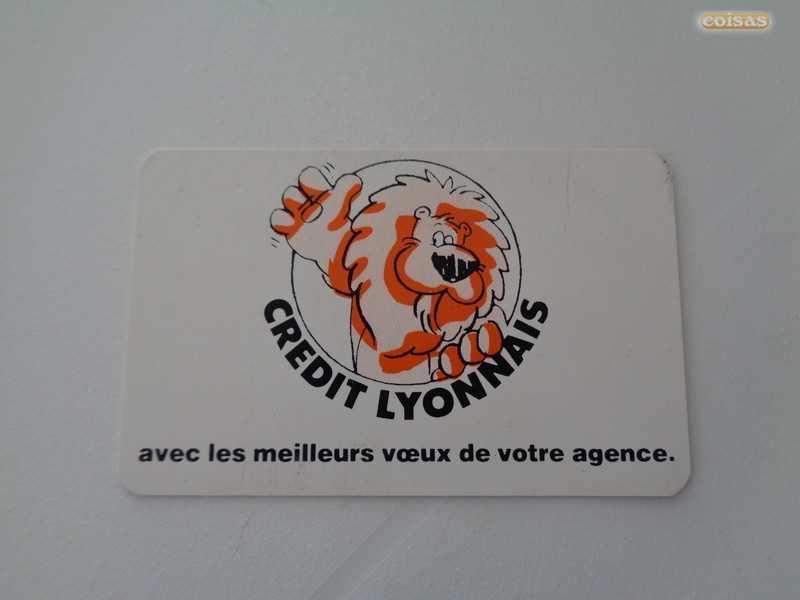 coisas
CREDIT LYONNAIS
avec les meilleurs vœux de votre agence.